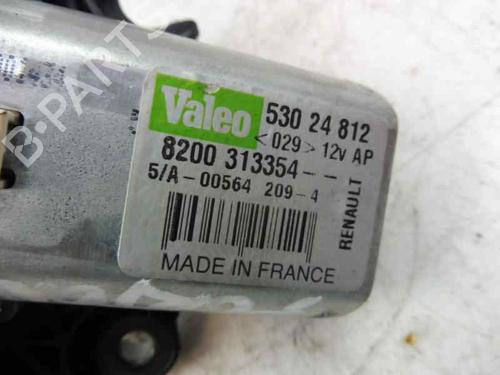 Valeo 530 24 812
<029> 12v AP
8200 313354--
5/A-00564 209-4
RENAULT
MADE IN FRANCE
B-PARTS